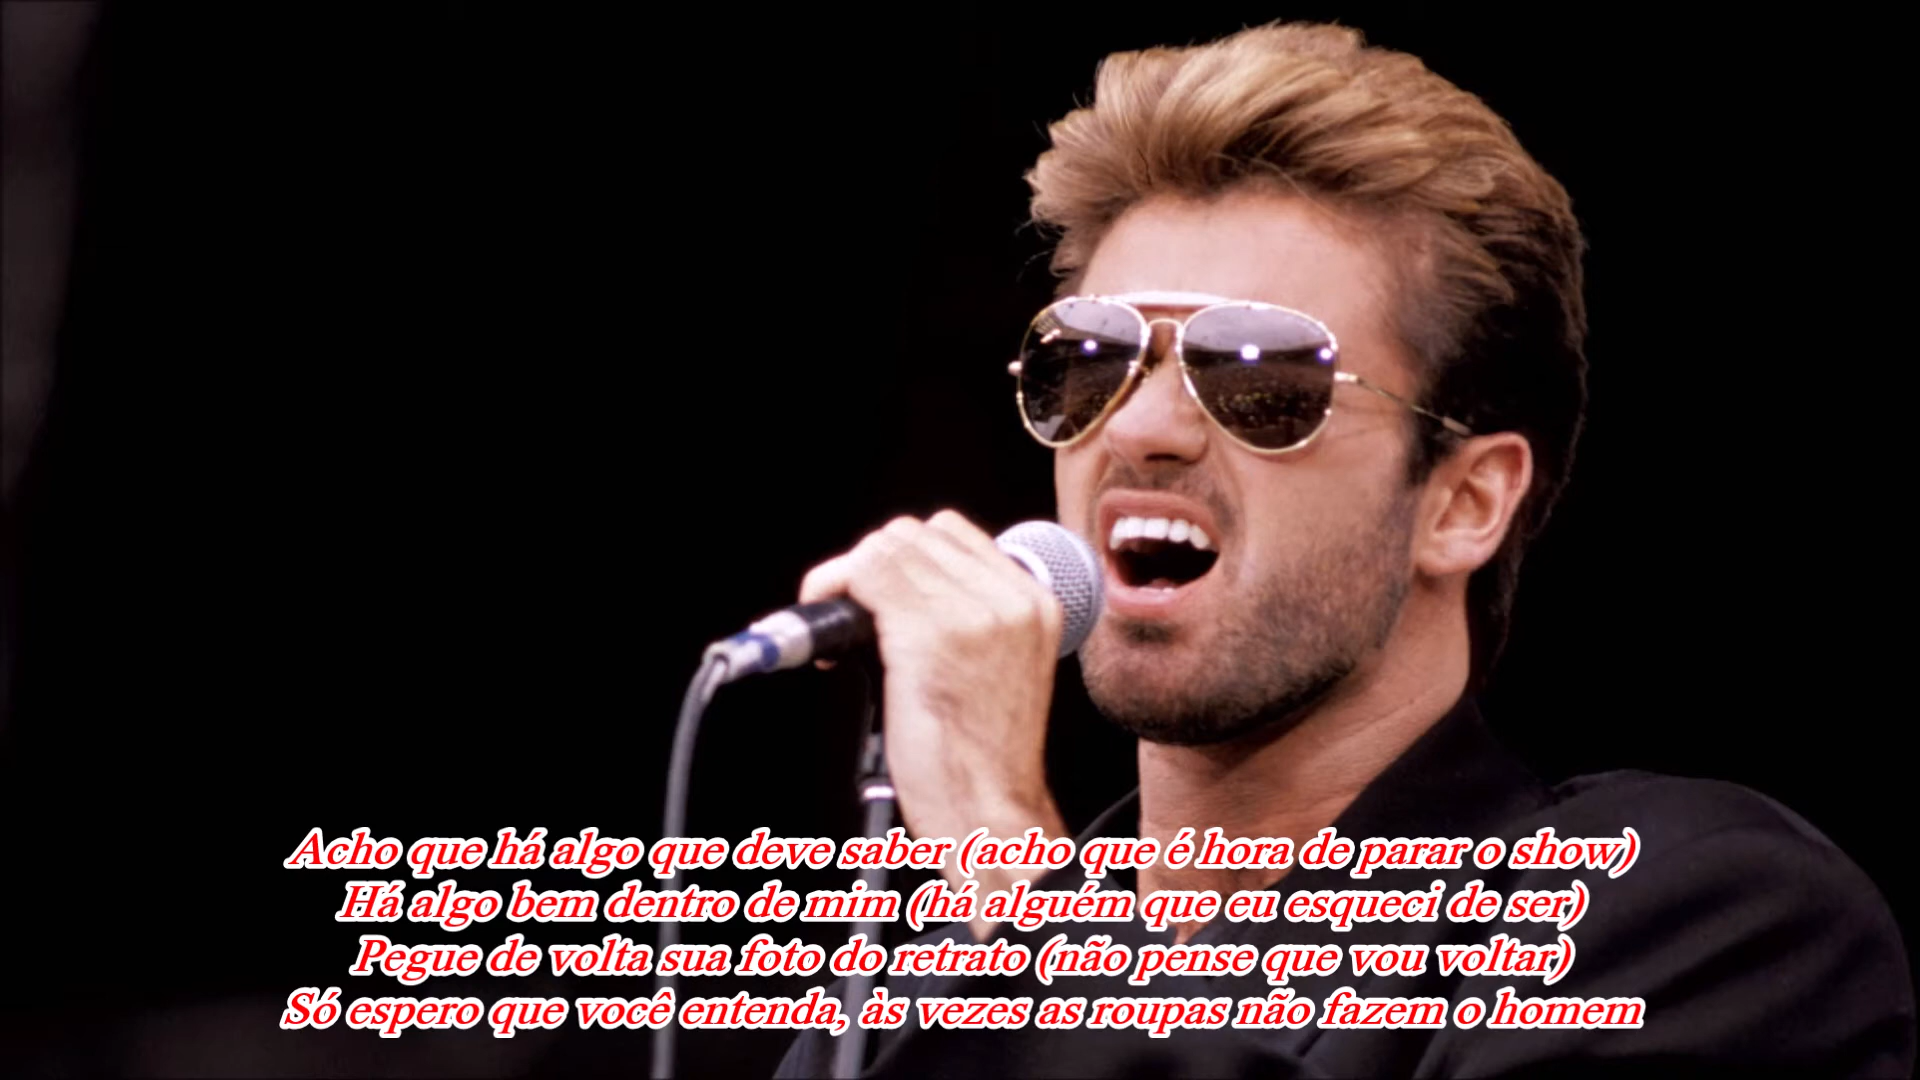 Acho que há algo que deve saber (acho que é hora de parar o show)
Há algo bem dentro de mim (há alguém que eu esqueci de ser)
Pegue de volta sua foto do retrato (não pense que vou voltar)
Só espero que você entenda, às vezes as roupas não fazem o homem